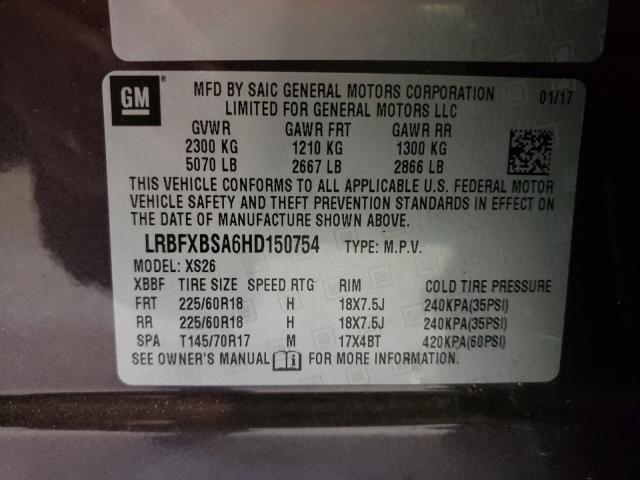 GM ®
MFD BY SAIC GENERAL MOTORS CORPORATION 01/17
LIMITED FOR GENERAL MOTORS LLC
GVWR GAWR FRT GAWR RR
2300 KG 1210 KG 1300 KG
5070 LB 2667 LB 2866 LB
THIS VEHICLE CONFORMS TO ALL APPLICABLE U.S. FEDERAL MOTOR
VEHICLE SAFETY AND THEFT PREVENTION STANDARDS IN EFFECT ON
THE DATE OF MANUFACTURE SHOWN ABOVE.
LRBFXBSA6HD150754 TYPE: M.P.V.
MODEL: XS26
XBBF TIRE SIZE SPEED RTG RIM COLD TIRE PRESSURE
FRT 225/60R18 H 18X7.5J 240KPA(35PSI)
RR 225/60R18 H 18X7.5J 240KPA(35PSI)
SPA T145/70R17 M 17X4BT 420KPA(60PSI)
SEE OWNER'S MANUAL FOR MORE INFORMATION